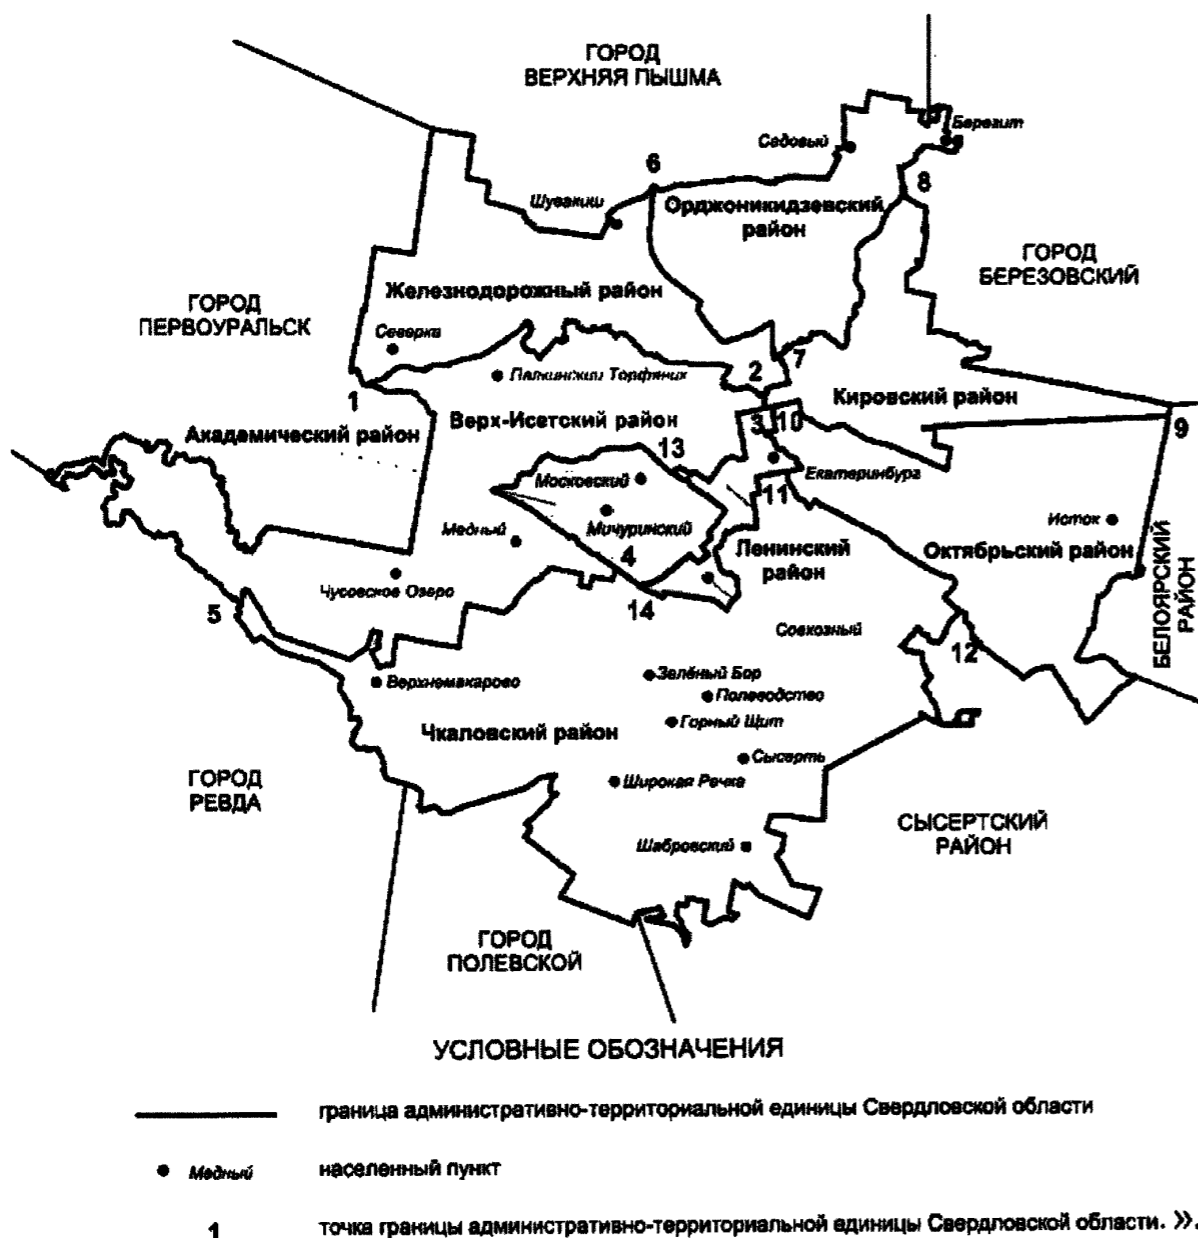 ГОРОД
ВЕРХНЯЯ ПЫШМА
Березит
Садовый
6
8
Шувакиш
Орджоникидзевский
район
ГОРОД
БЕРЕЗОВСКИЙ
Железнодорожный район
ГОРОД
ПЕРВОУРАЛЬСК
Северка
7
2
Палкинский Торфяник
1
Кировский район
Верх-Исетский район
3
10
Академический район
9
13
Екатеринбург
Московский
11
Мичуринский
Исток
Медный
4
Ленинский
район
Октябрьский район
БЕЛОЯРСКИЙ
РАЙОН
Чусовское Озеро
5
14
Совхозный
12
Зелёный Бор
Верхнемакарово
Полеводство
Горный Щит
Чкаловский район
Сысерть
ГОРОД
РЕВДА
Широкая Речка
СЫСЕРТСКИЙ
РАЙОН
Шабровский
ГОРОД
ПОЛЕВСКОЙ
УСЛОВНЫЕ ОБОЗНАЧЕНИЯ
граница административно-территориальной единицы Свердловской области
Медный
населенный пункт
1
точка границы административно-территориальной единицы Свердловской области. ».